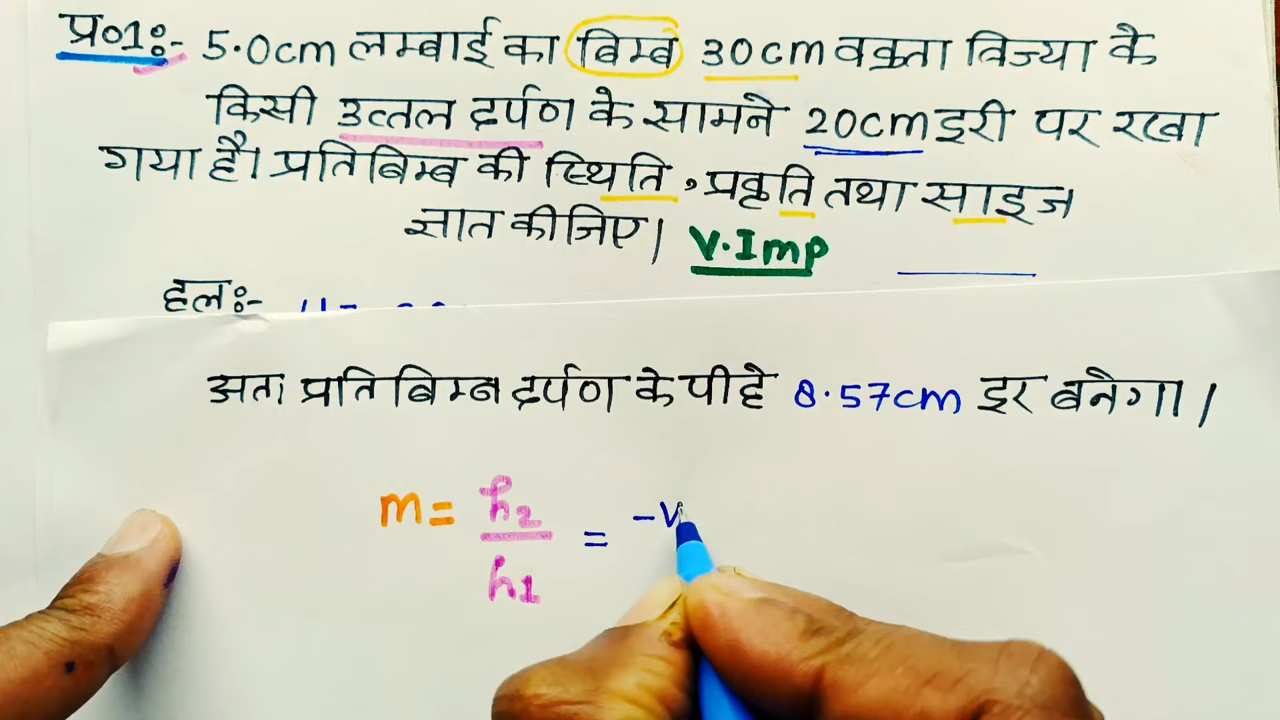 प्र०1ः- 5.0cm लम्बाई का बिम्ब 30cm वक्रता त्रिज्या के
किसी उत्तल दर्पण के सामने 20cm दूरी पर रखा
गया है। प्रतिबिम्ब की स्थिति, प्रकृति तथा साइज
ज्ञात कीजिए। V.Imp
हलः-
अतः प्रतिबिम्ब दर्पण के पीछे 8.57cm दूर बनेगा।
m = h2/h1 = -v